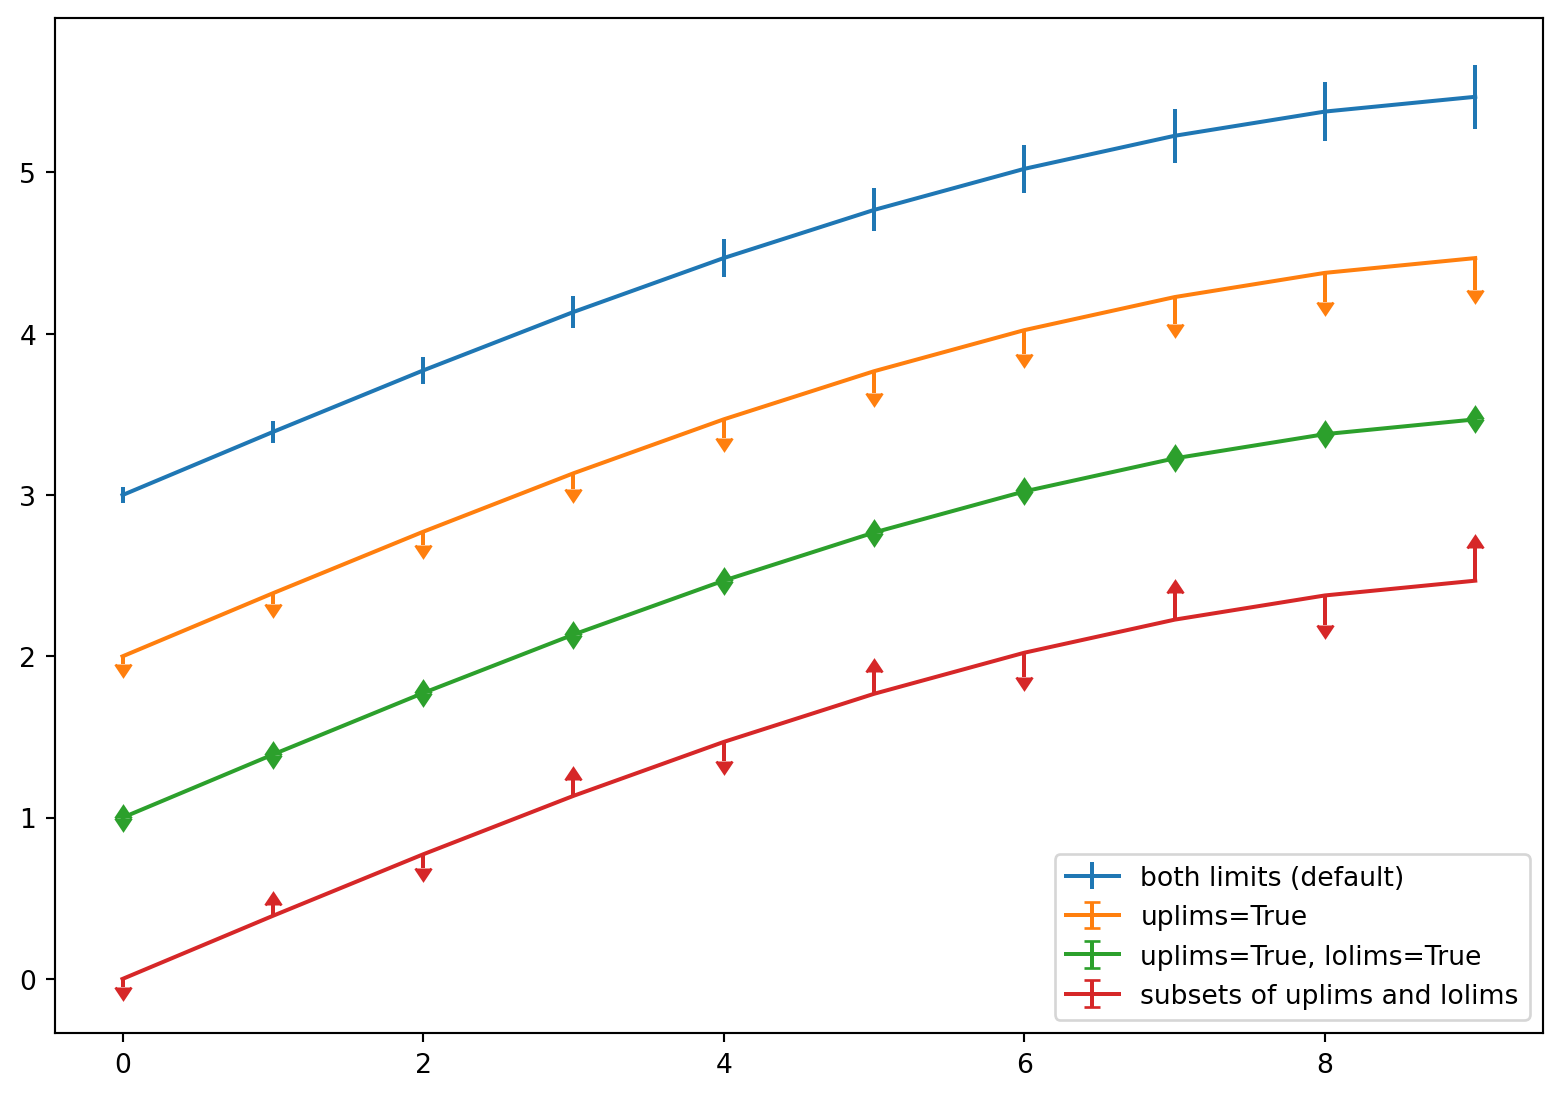 5
4
3
2
1
0
0 2 4 6 8
both limits (default)
uplims=True
uplims=True, lolims=True
subsets of uplims and lolims